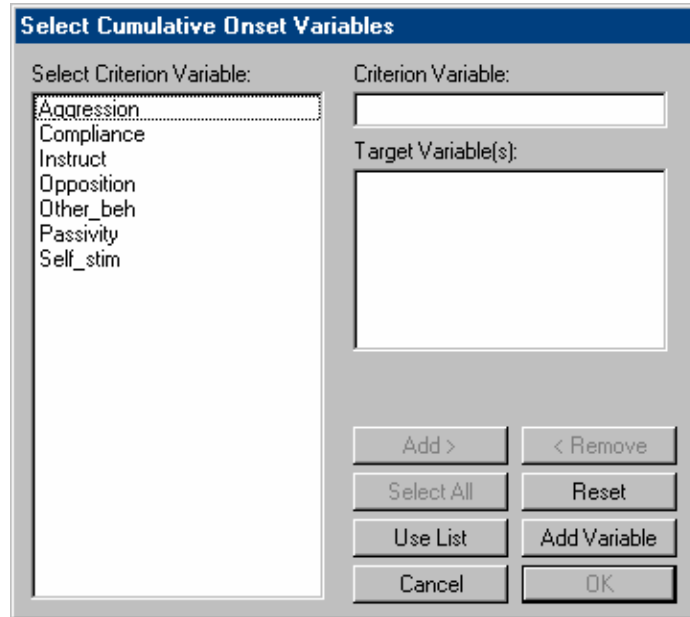 Select Cumulative Onset Variables
Select Criterion Variable:
Aggression
Compliance
Instruct
Opposition
Other_beh
Passivity
Self_stim
Criterion Variable:
Target Variable(s):
Add >
< Remove
Select All
Reset
Use List
Add Variable
Cancel
OK